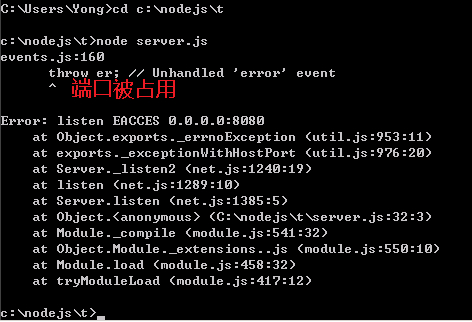 C:\Users\Yong>cd c:\nodejs\t
c:\nodejs\t>node server.js
events.js:160
throw er; // Unhandled 'error' event
^ 端口被占用
Error: listen EACCES 0.0.0.0:8080
at Object.exports._errnoException (util.js:953:11)
at exports._exceptionWithHostPort (util.js:976:20)
at Server._listen2 (net.js:1240:19)
at listen (net.js:1289:10)
at Server.listen (net.js:1385:5)
at Object.<anonymous> (C:\nodejs\t\server.js:32:3)
at Module._compile (module.js:541:32)
at Object.Module._extensions..js (module.js:550:10)
at Module.load (module.js:458:32)
at tryModuleLoad (module.js:417:12)
c:\nodejs\t>